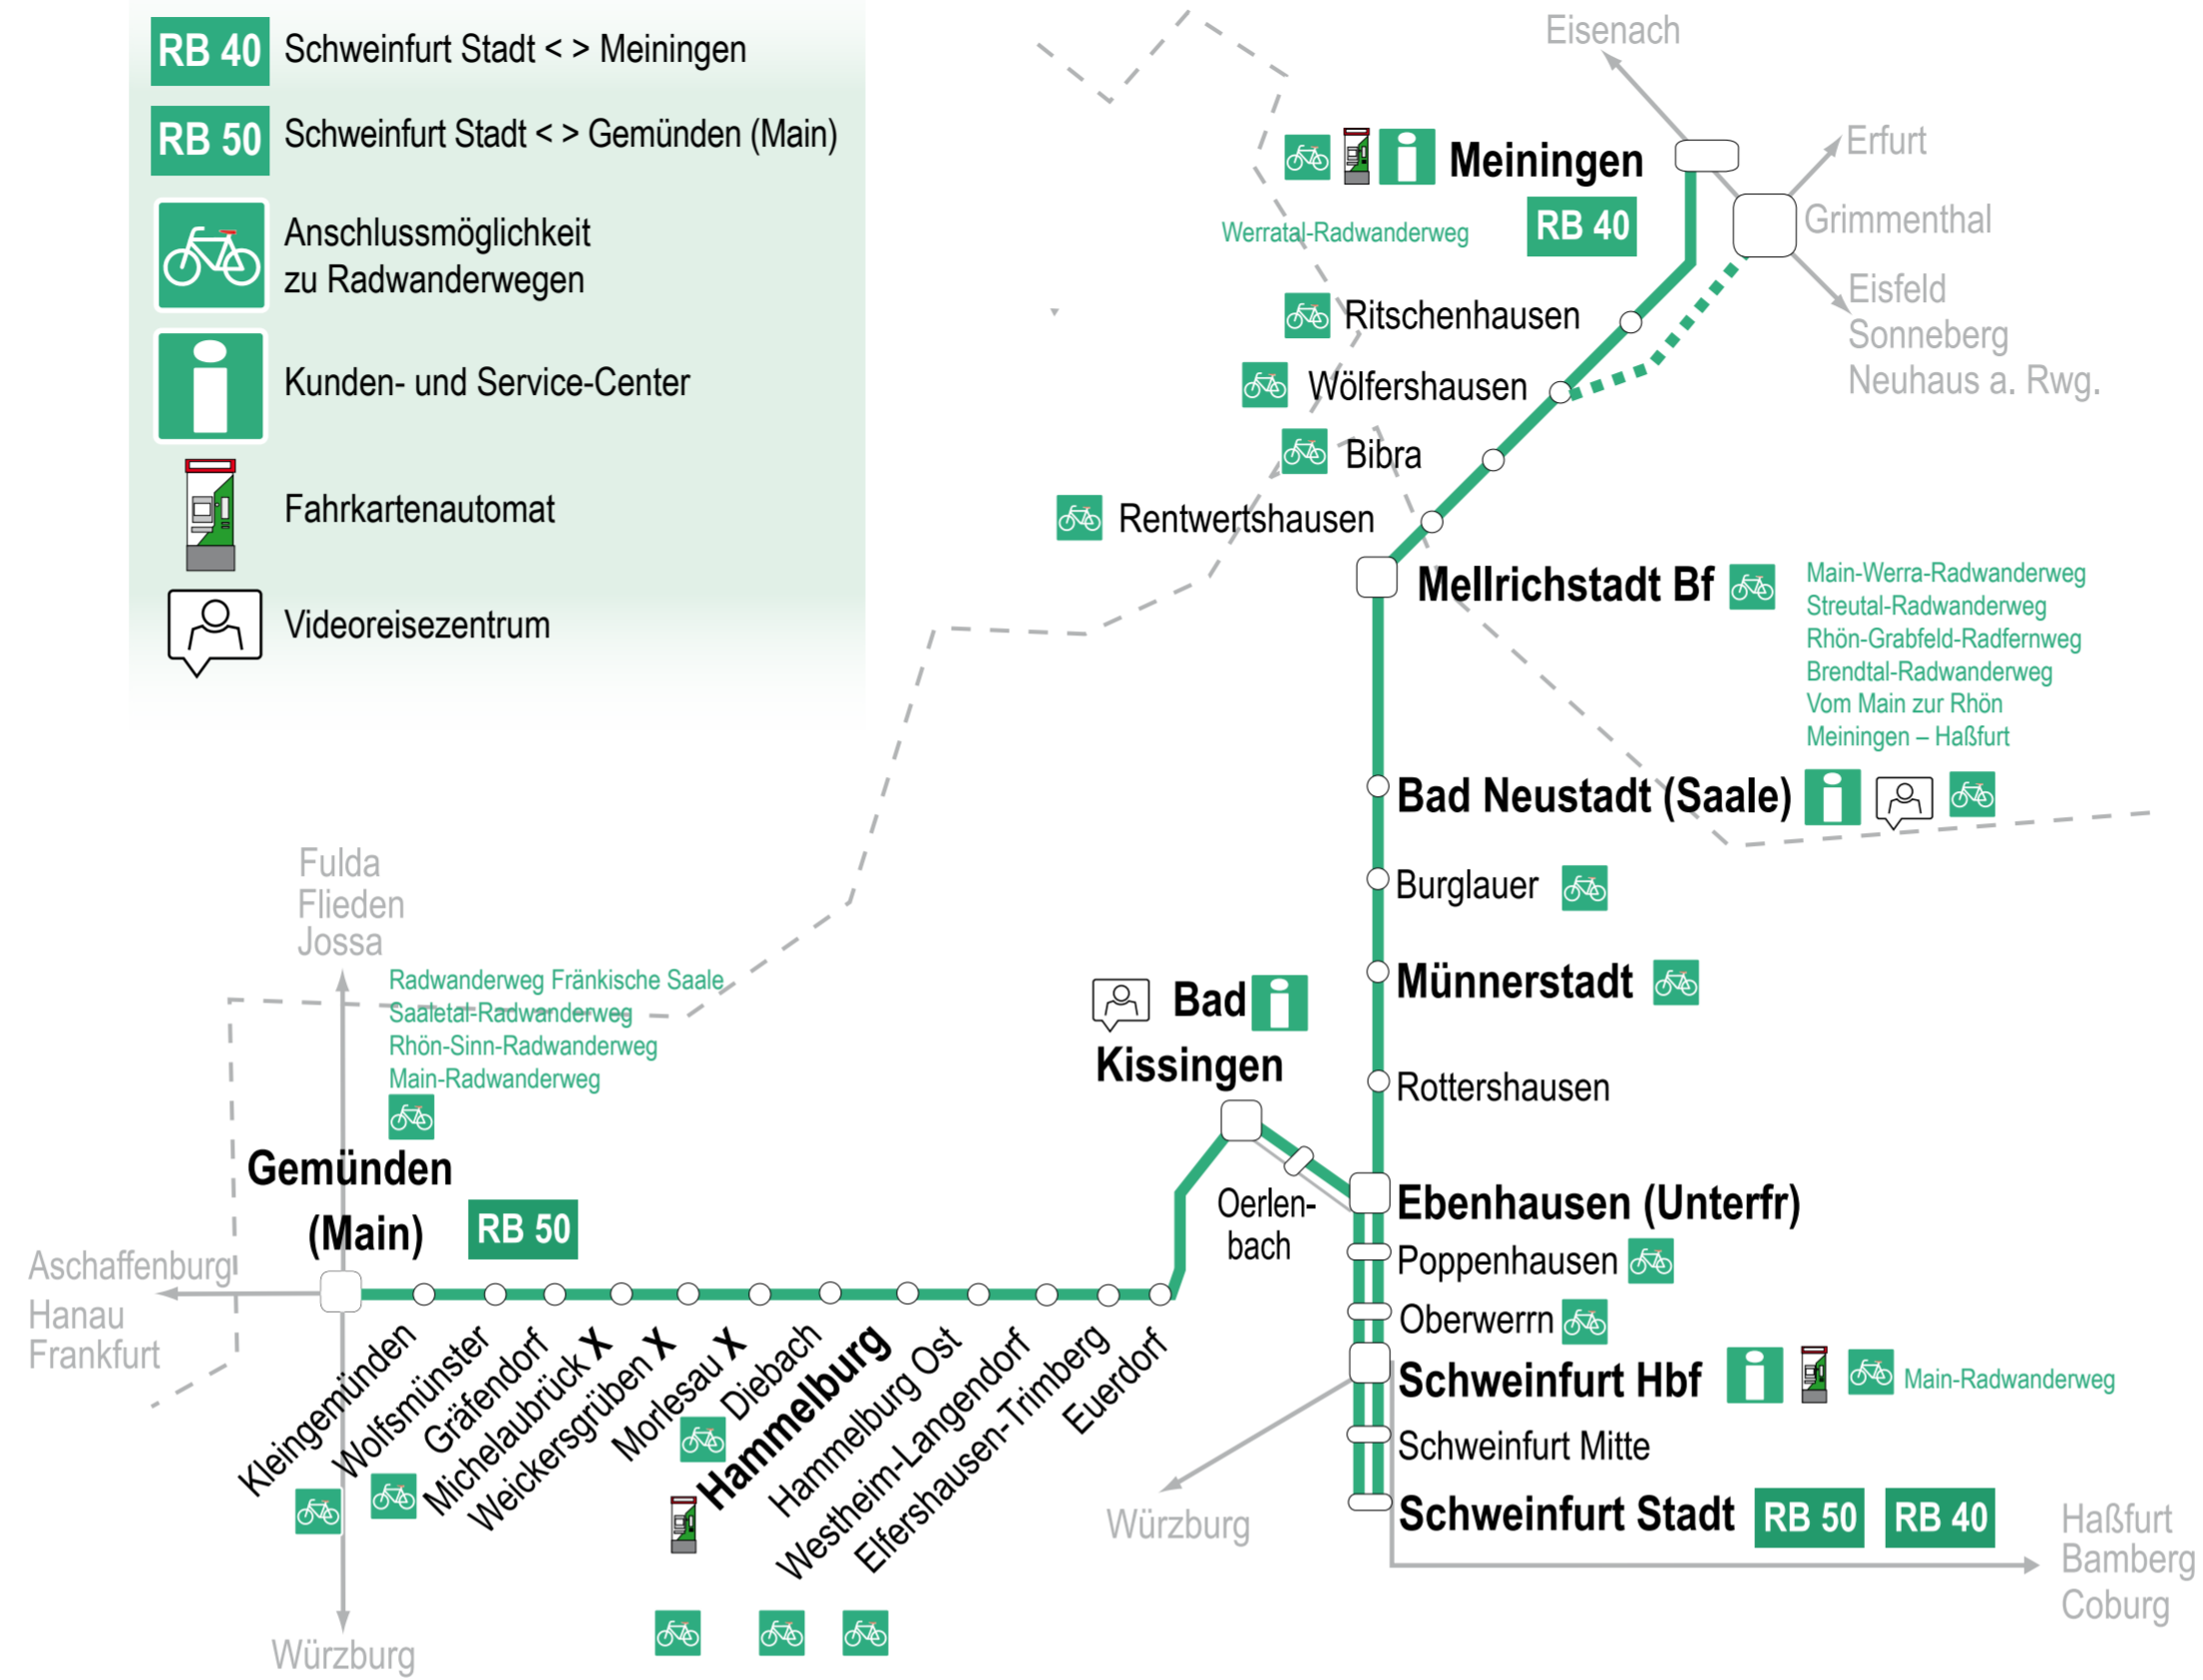 RB 40 Schweinfurt Stadt < > Meiningen
RB 50 Schweinfurt Stadt < > Gemünden (Main)
Anschlussmöglichkeit
zu Radwanderwegen
Kunden- und Service-Center
Fahrkartenautomat
Videoreisezentrum
Eisenach
Erfurt
Meiningen
Grimmenthal
Werratal-Radwanderweg
RB 40
Eisfeld
Sonneberg
Neuhaus a. Rwg.
Ritschenhausen
Wölfershausen
Bibra
Rentwertshausen
Mellrichstadt Bf
Main-Werra-Radwanderweg
Streutal-Radwanderweg
Rhön-Grabfeld-Radfernweg
Brendtal-Radwanderweg
Vom Main zur Rhön
Meiningen – Haßfurt
Bad Neustadt (Saale)
Burglauer
Münnerstadt
Rottershausen
Bad
Kissingen
Oerlen-
bach
Ebenhausen (Unterfr)
Poppenhausen
Oberwerrn
Schweinfurt Hbf
Main-Radwanderweg
Schweinfurt Mitte
Schweinfurt Stadt RB 50 RB 40
Würzburg
Haßfurt
Bamberg
Coburg
Fulda
Flieden
Jossa
Radwanderweg Fränkische Saale
Saaletal-Radwanderweg
Rhön-Sinn-Radwanderweg
Main-Radwanderweg
Gemünden
(Main)
RB 50
Aschaffenburg
Hanau
Frankfurt
Kleingemünden
Wolfsmünster
Gräfendorf
Michelaubrück X
Weickersgrüben X
Morlesau X
Diebach
Hammelburg
Hammelburg Ost
Westheim-Langendorf
Elfershausen-Trimberg
Euerdorf
Würzburg